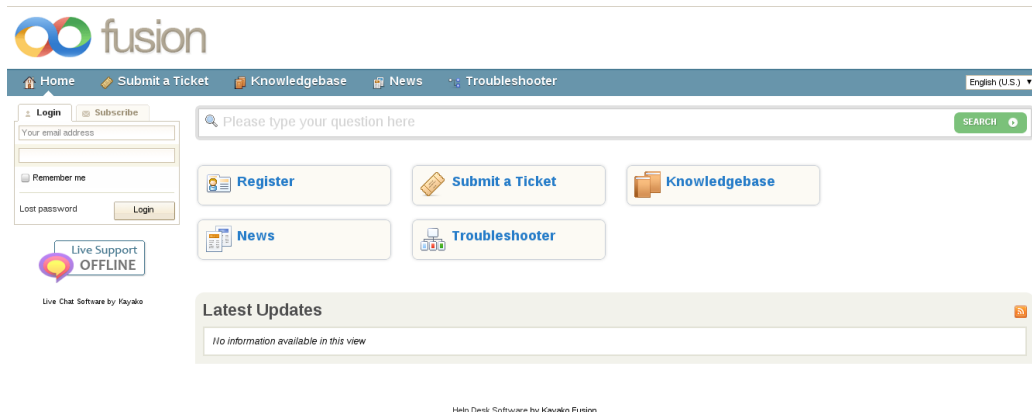 fusion
Home Submit a Ticket Knowledgebase News Troubleshooter English (U.S.)
Login Subscribe
Your email address
Please type your question here SEARCH
Remember me
Lost password Login
Register Submit a Ticket Knowledgebase
News Troubleshooter
Live Support
OFFLINE
Live Chat Software by Kayako
Latest Updates
No information available in this view
Help Desk Software by Kayako Fusion